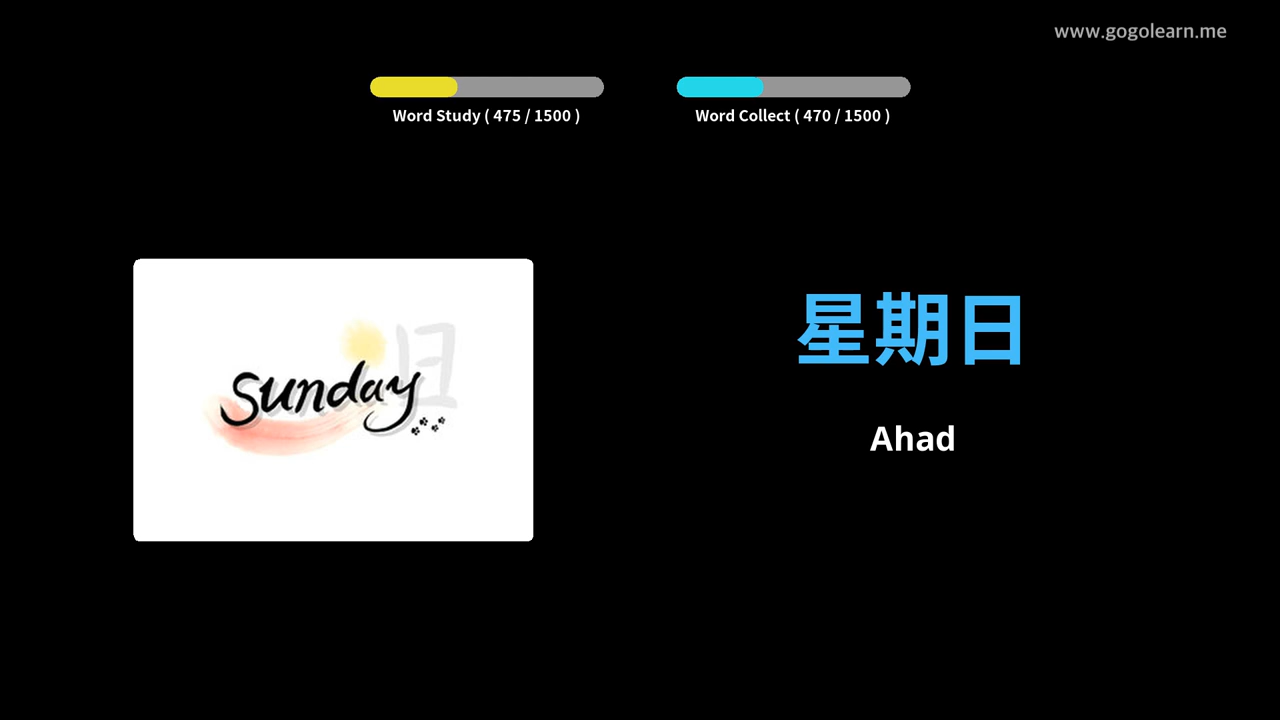 www.gogolearn.me
Word Study ( 475 / 1500 )
Word Collect ( 470 / 1500 )
日
Sunday
星期日
Ahad